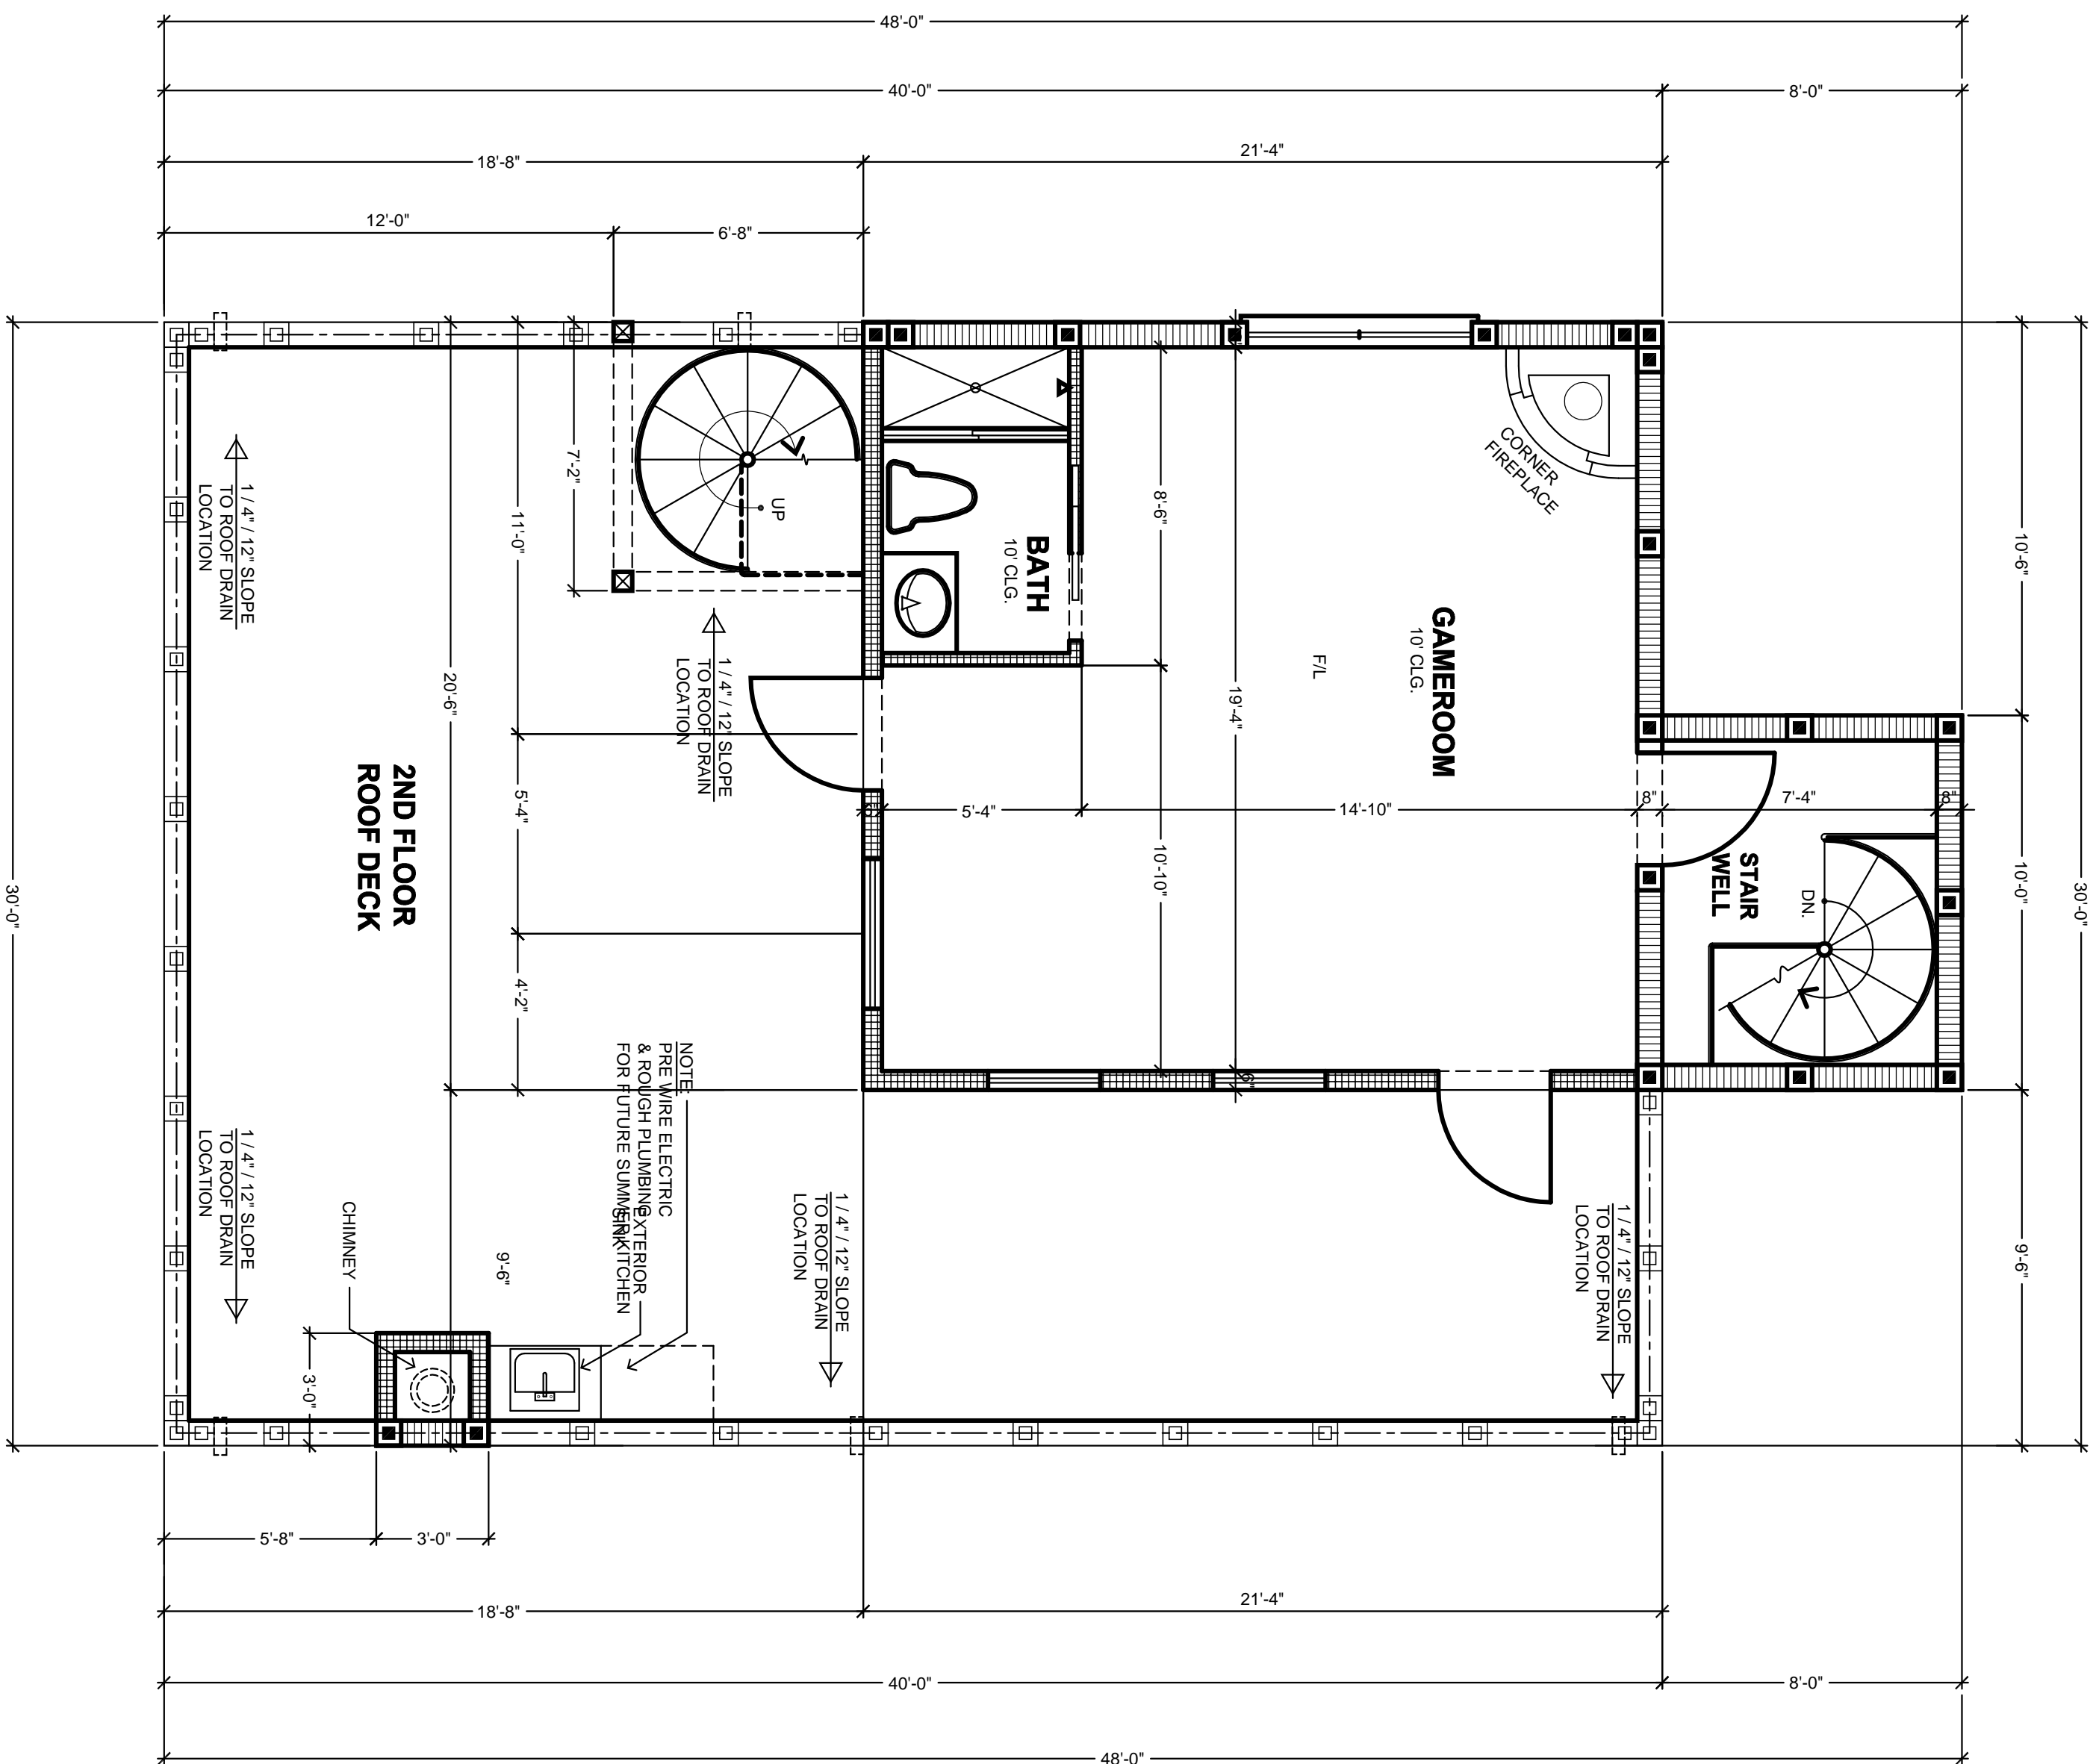 48'-0"
40'-0"
8'-0"
18'-8"
21'-4"
12'-0"
6'-8"
30'-0"
10'-6"
10'-0"
9'-6"
30'-0"
7'-2"
11'-0"
5'-4"
4'-2"
20'-6"
9'-6"
8'-6"
10'-10"
19'-4"
6"
6"
5'-4"
14'-10"
8"
7'-4"
8"
CORNER
FIREPLACE
UP
BATH
10' CLG.
GAMEROOM
10' CLG.
F/L
STAIR
WELL
DN.
2ND FLOOR
ROOF DECK
1 / 4" / 12" SLOPE
TO ROOF DRAIN
LOCATION
1 / 4" / 12" SLOPE
TO ROOF DRAIN
LOCATION
1 / 4" / 12" SLOPE
TO ROOF DRAIN
LOCATION
1 / 4" / 12" SLOPE
TO ROOF DRAIN
LOCATION
1 / 4" / 12" SLOPE
TO ROOF DRAIN
LOCATION
NOTE:
PRE WIRE ELECTRIC
& ROUGH PLUMBING
FOR FUTURE SUMMER KITCHEN
EXTERIOR
SINK
CHIMNEY
3'-0"
5'-8"
3'-0"
18'-8"
21'-4"
40'-0"
8'-0"
48'-0"